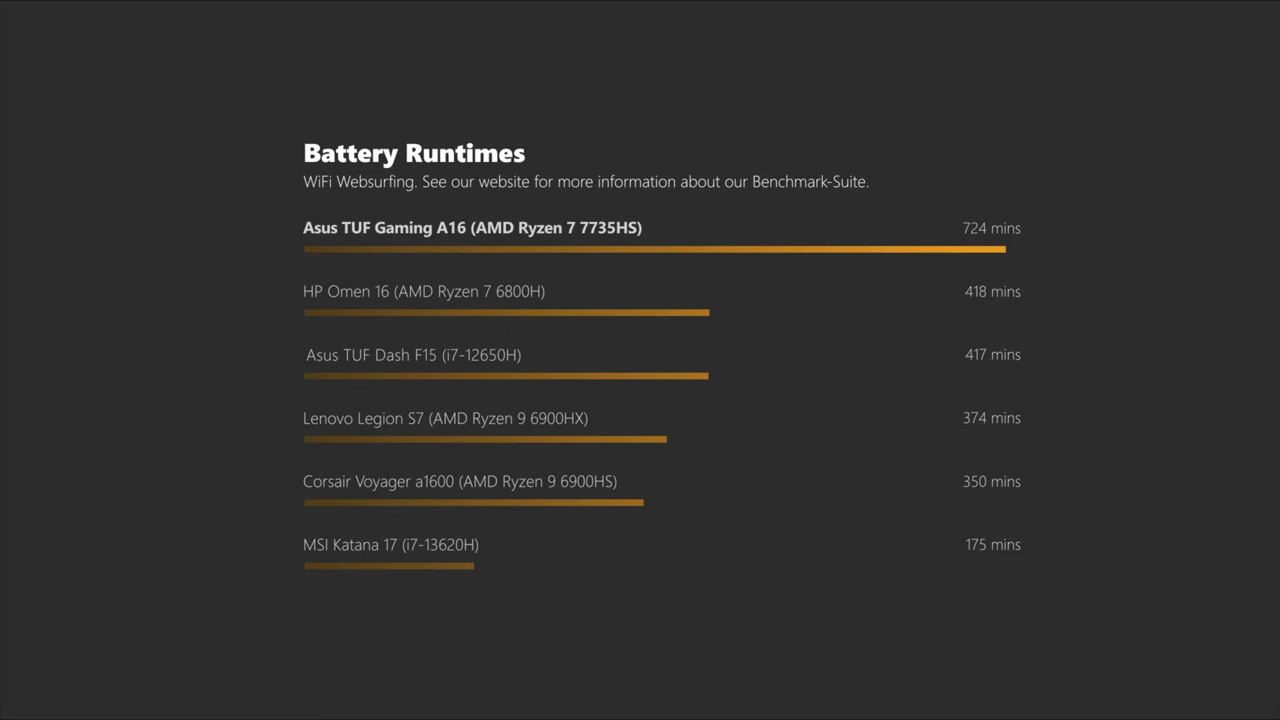 Battery Runtimes
WiFi Websurfing. See our website for more information about our Benchmark-Suite.
Asus TUF Gaming A16 (AMD Ryzen 7 7735HS) 724 mins
HP Omen 16 (AMD Ryzen 7 6800H) 418 mins
Asus TUF Dash F15 (i7-12650H) 417 mins
Lenovo Legion S7 (AMD Ryzen 9 6900HX) 374 mins
Corsair Voyager a1600 (AMD Ryzen 9 6900HS) 350 mins
MSI Katana 17 (i7-13620H) 175 mins